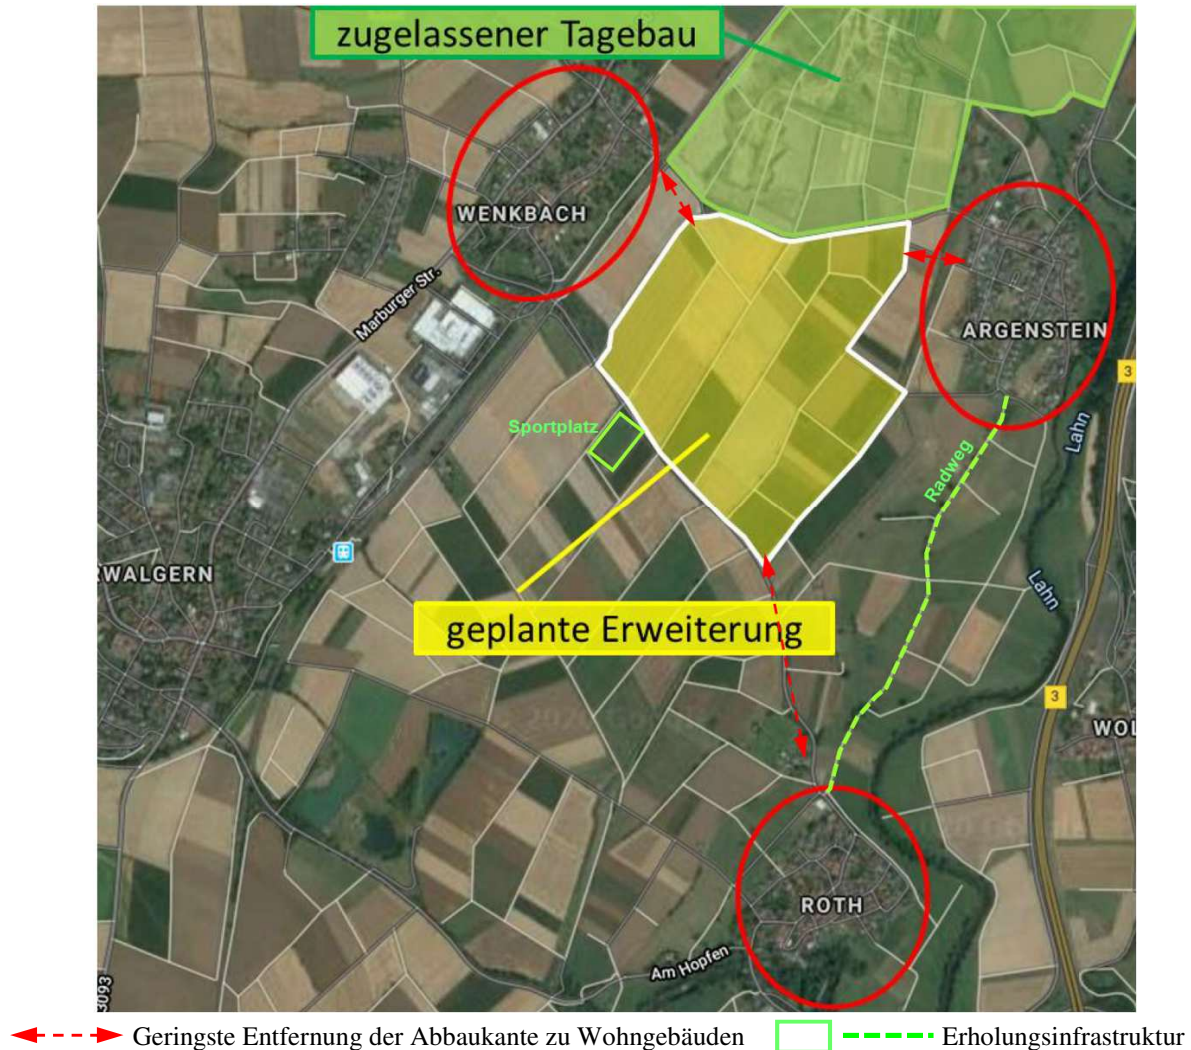 zugelassener Tagebau
WENKBACH
Marburger Str.
ARGENSTEIN
3
Sportplatz
Lahn
Radweg
RWALGERN
Lahn
geplante Erweiterung
3
WOL
ROTH
Am Hopfen
3093
Geringste Entfernung der Abbaukante zu Wohngebäuden
Erholungsinfrastruktur